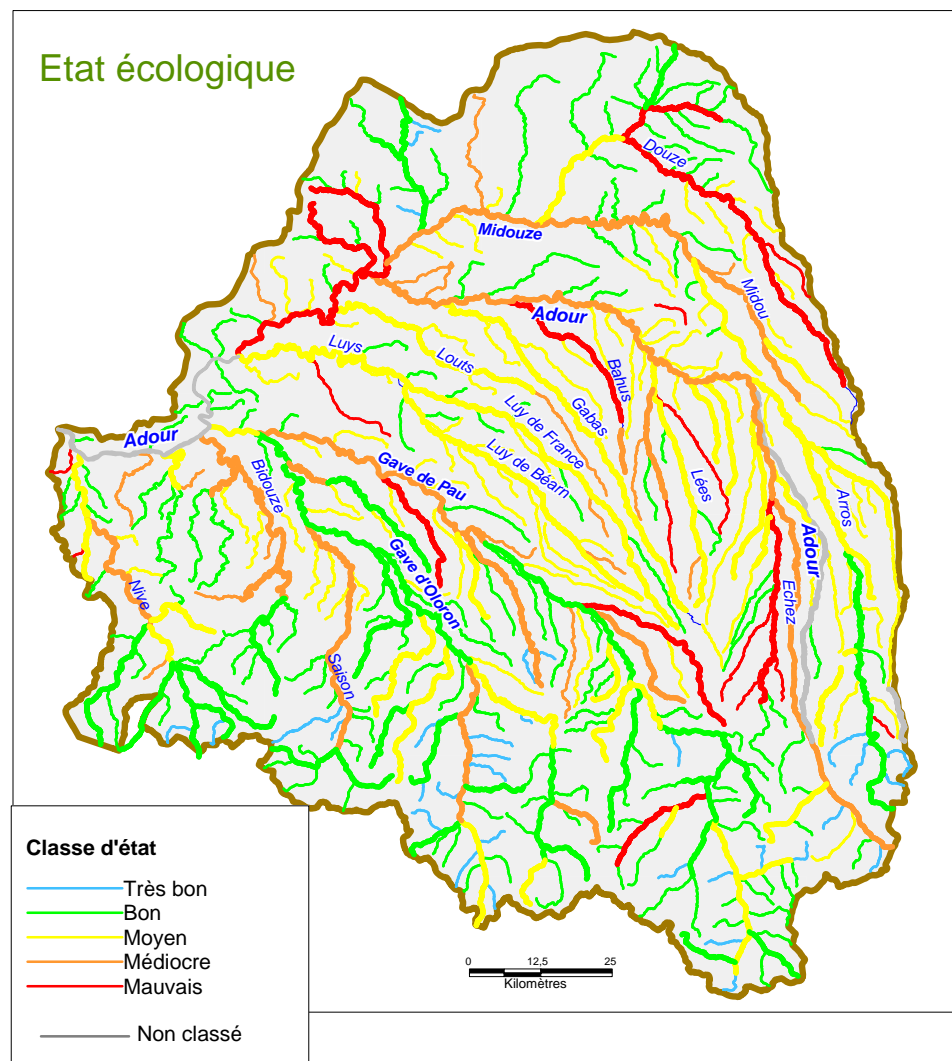 Etat écologique
Douze
Midouze
Midou
Adour
Luys
Louts
Bahus
Gabas
Luy de France
Luy de Béarn
Lées
Arros
Adour
Gave de Pau
Bidouze
Adour
Echez
Gave d'Oloron
Nive
Saison
Classe d'état
Très bon
Bon
Moyen
Médiocre
Mauvais
Non classé
0 12,5 25
Kilomètres